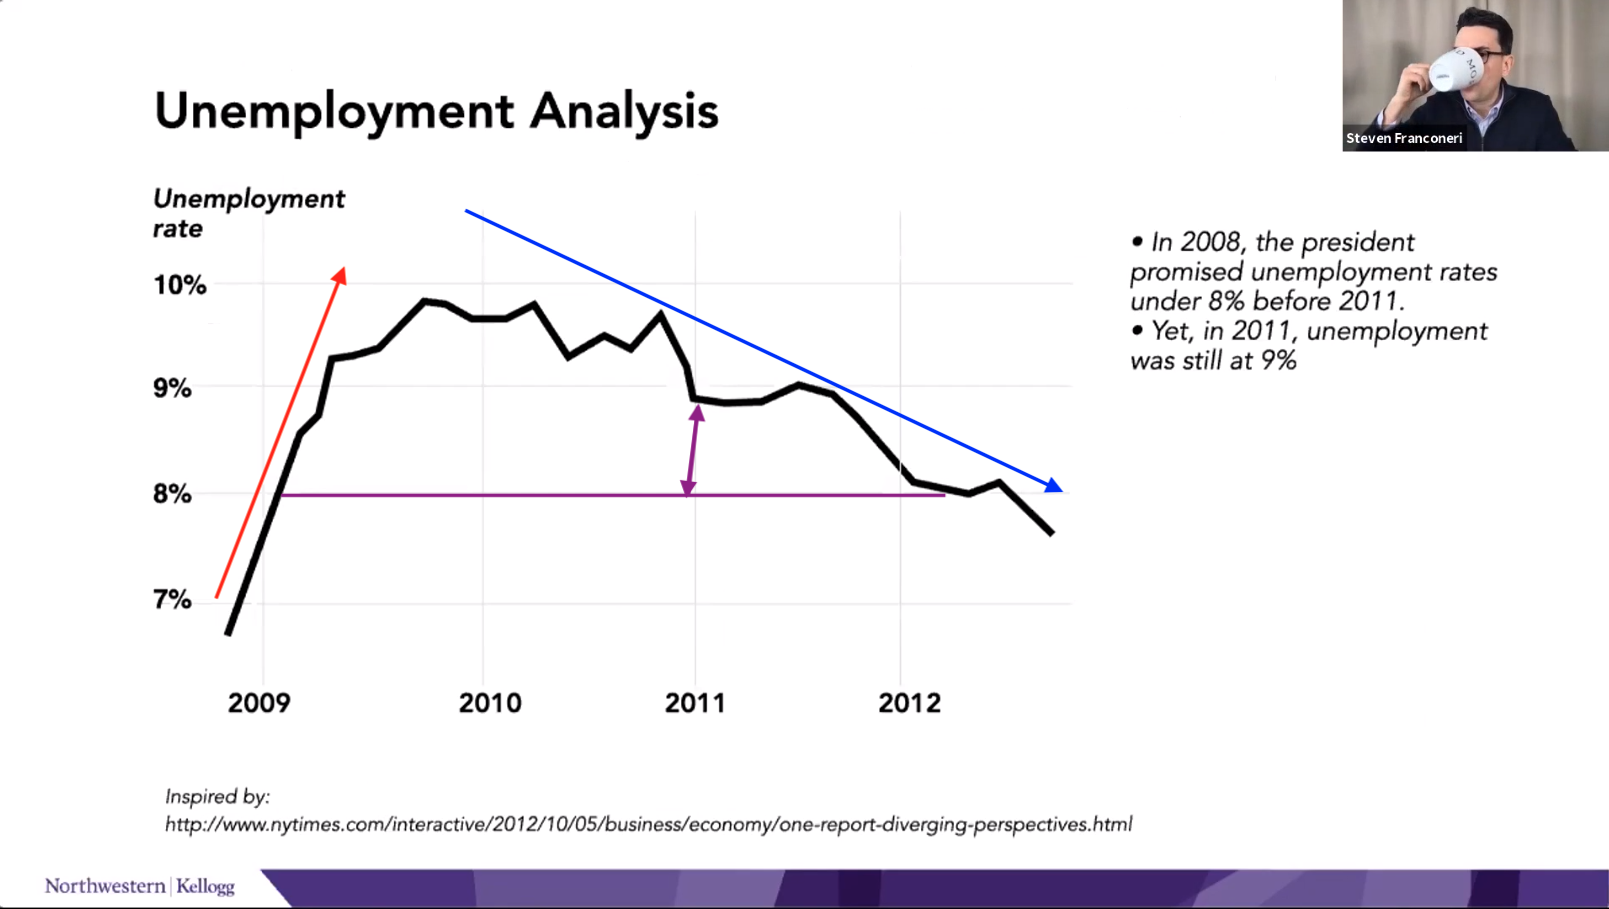 Unemployment Analysis
Steven Franconeri
Unemployment
rate
10%
9%
8%
7%
2009 2010 2011 2012
• In 2008, the president
promised unemployment rates
under 8% before 2011.
• Yet, in 2011, unemployment
was still at 9%
Inspired by:
http://www.nytimes.com/interactive/2012/10/05/business/economy/one-report-diverging-perspectives.html
Northwestern | Kellogg